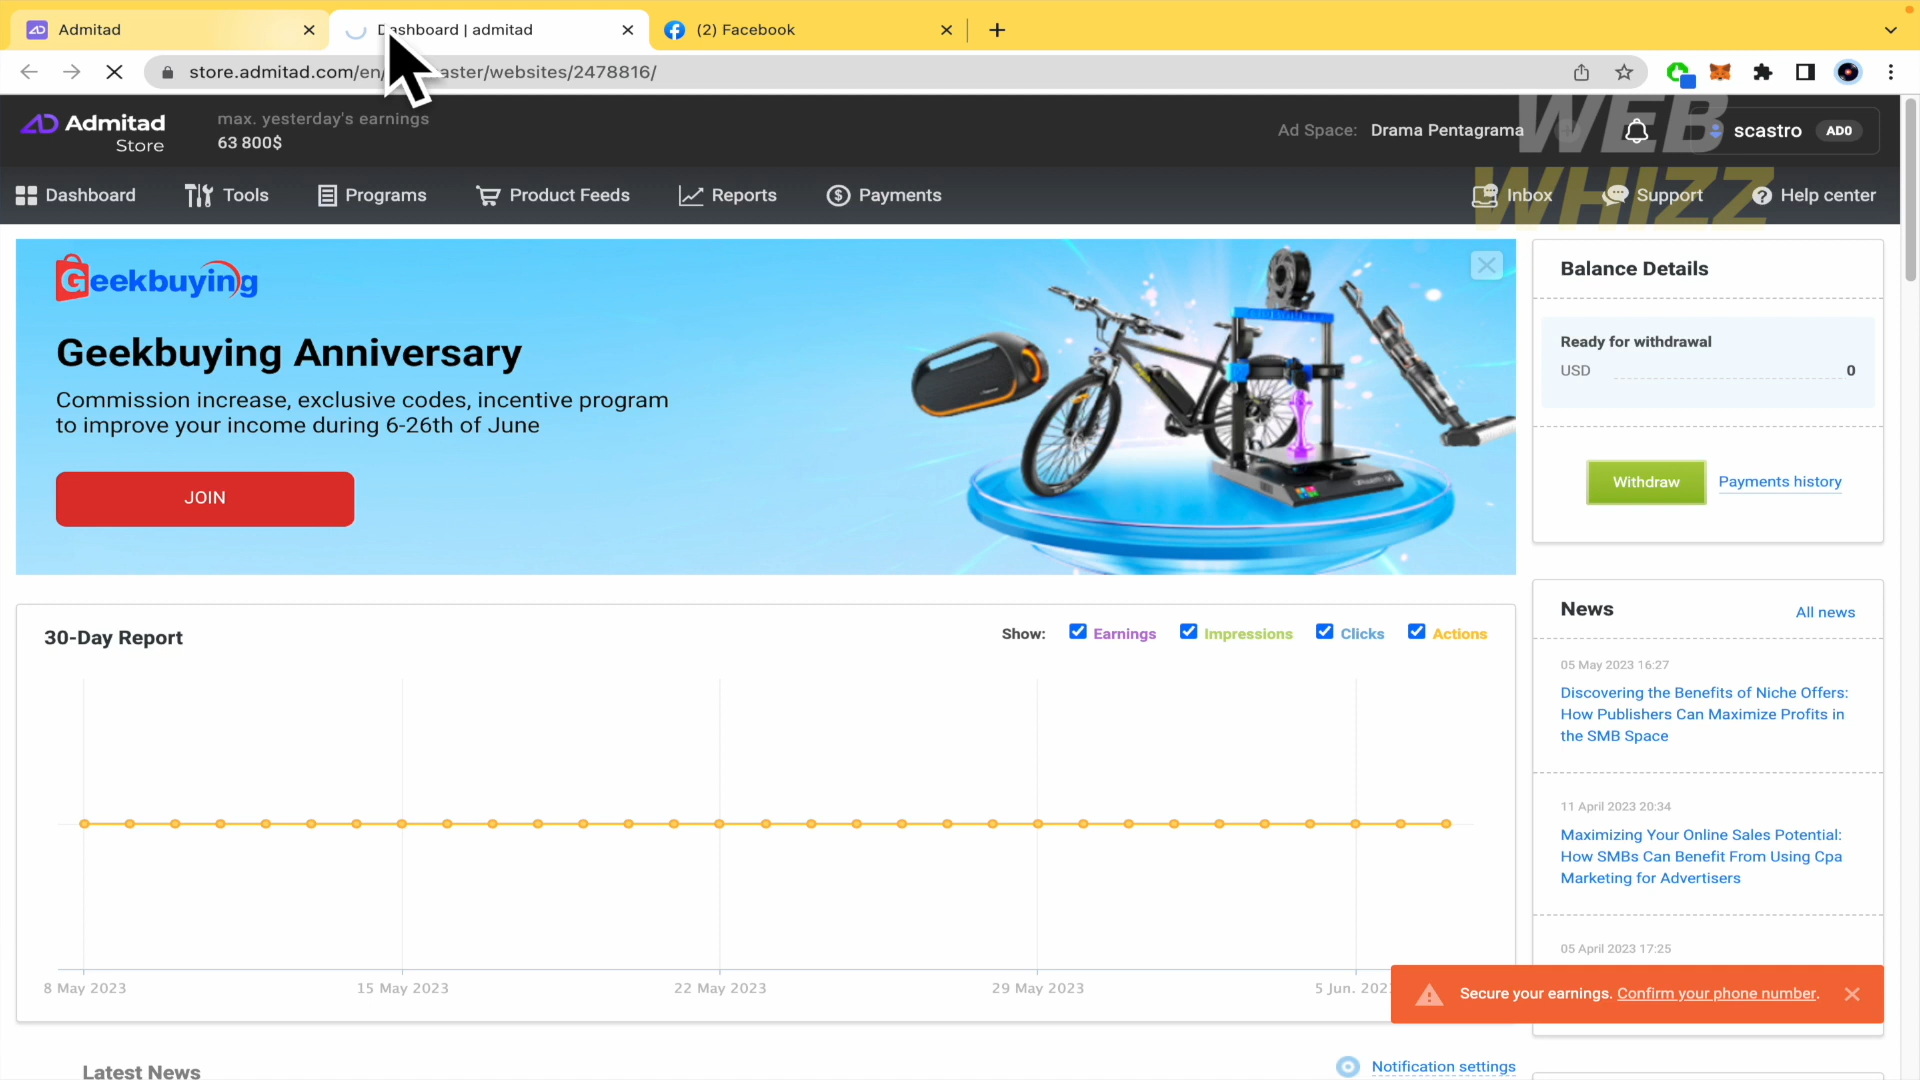 Admitad
Dashboard | admitad
(2) Facebook
store.admitad.com/en/ aster/websites/2478816/
Admitad
Store
max. yesterday's earnings
63 800$
Ad Space: Drama Pentagrama
scastro AD0
WEB
WHIZZ
Dashboard
Tools
Programs
Product Feeds
Reports
Payments
Inbox
Support
Help center
Geekbuying
Geekbuying Anniversary
Commission increase, exclusive codes, incentive program
to improve your income during 6-26th of June
JOIN
Balance Details
Ready for withdrawal
USD 0
Withdraw
Payments history
30-Day Report
Show: Earnings Impressions Clicks Actions
8 May 2023
15 May 2023
22 May 2023
29 May 2023
5 Jun. 202
News
All news
05 May 2023 16:27
Discovering the Benefits of Niche Offers:
How Publishers Can Maximize Profits in
the SMB Space
11 April 2023 20:34
Maximizing Your Online Sales Potential:
How SMBs Can Benefit From Using Cpa
Marketing for Advertisers
05 April 2023 17:25
Secure your earnings. Confirm your phone number.
Latest News
Notification settings